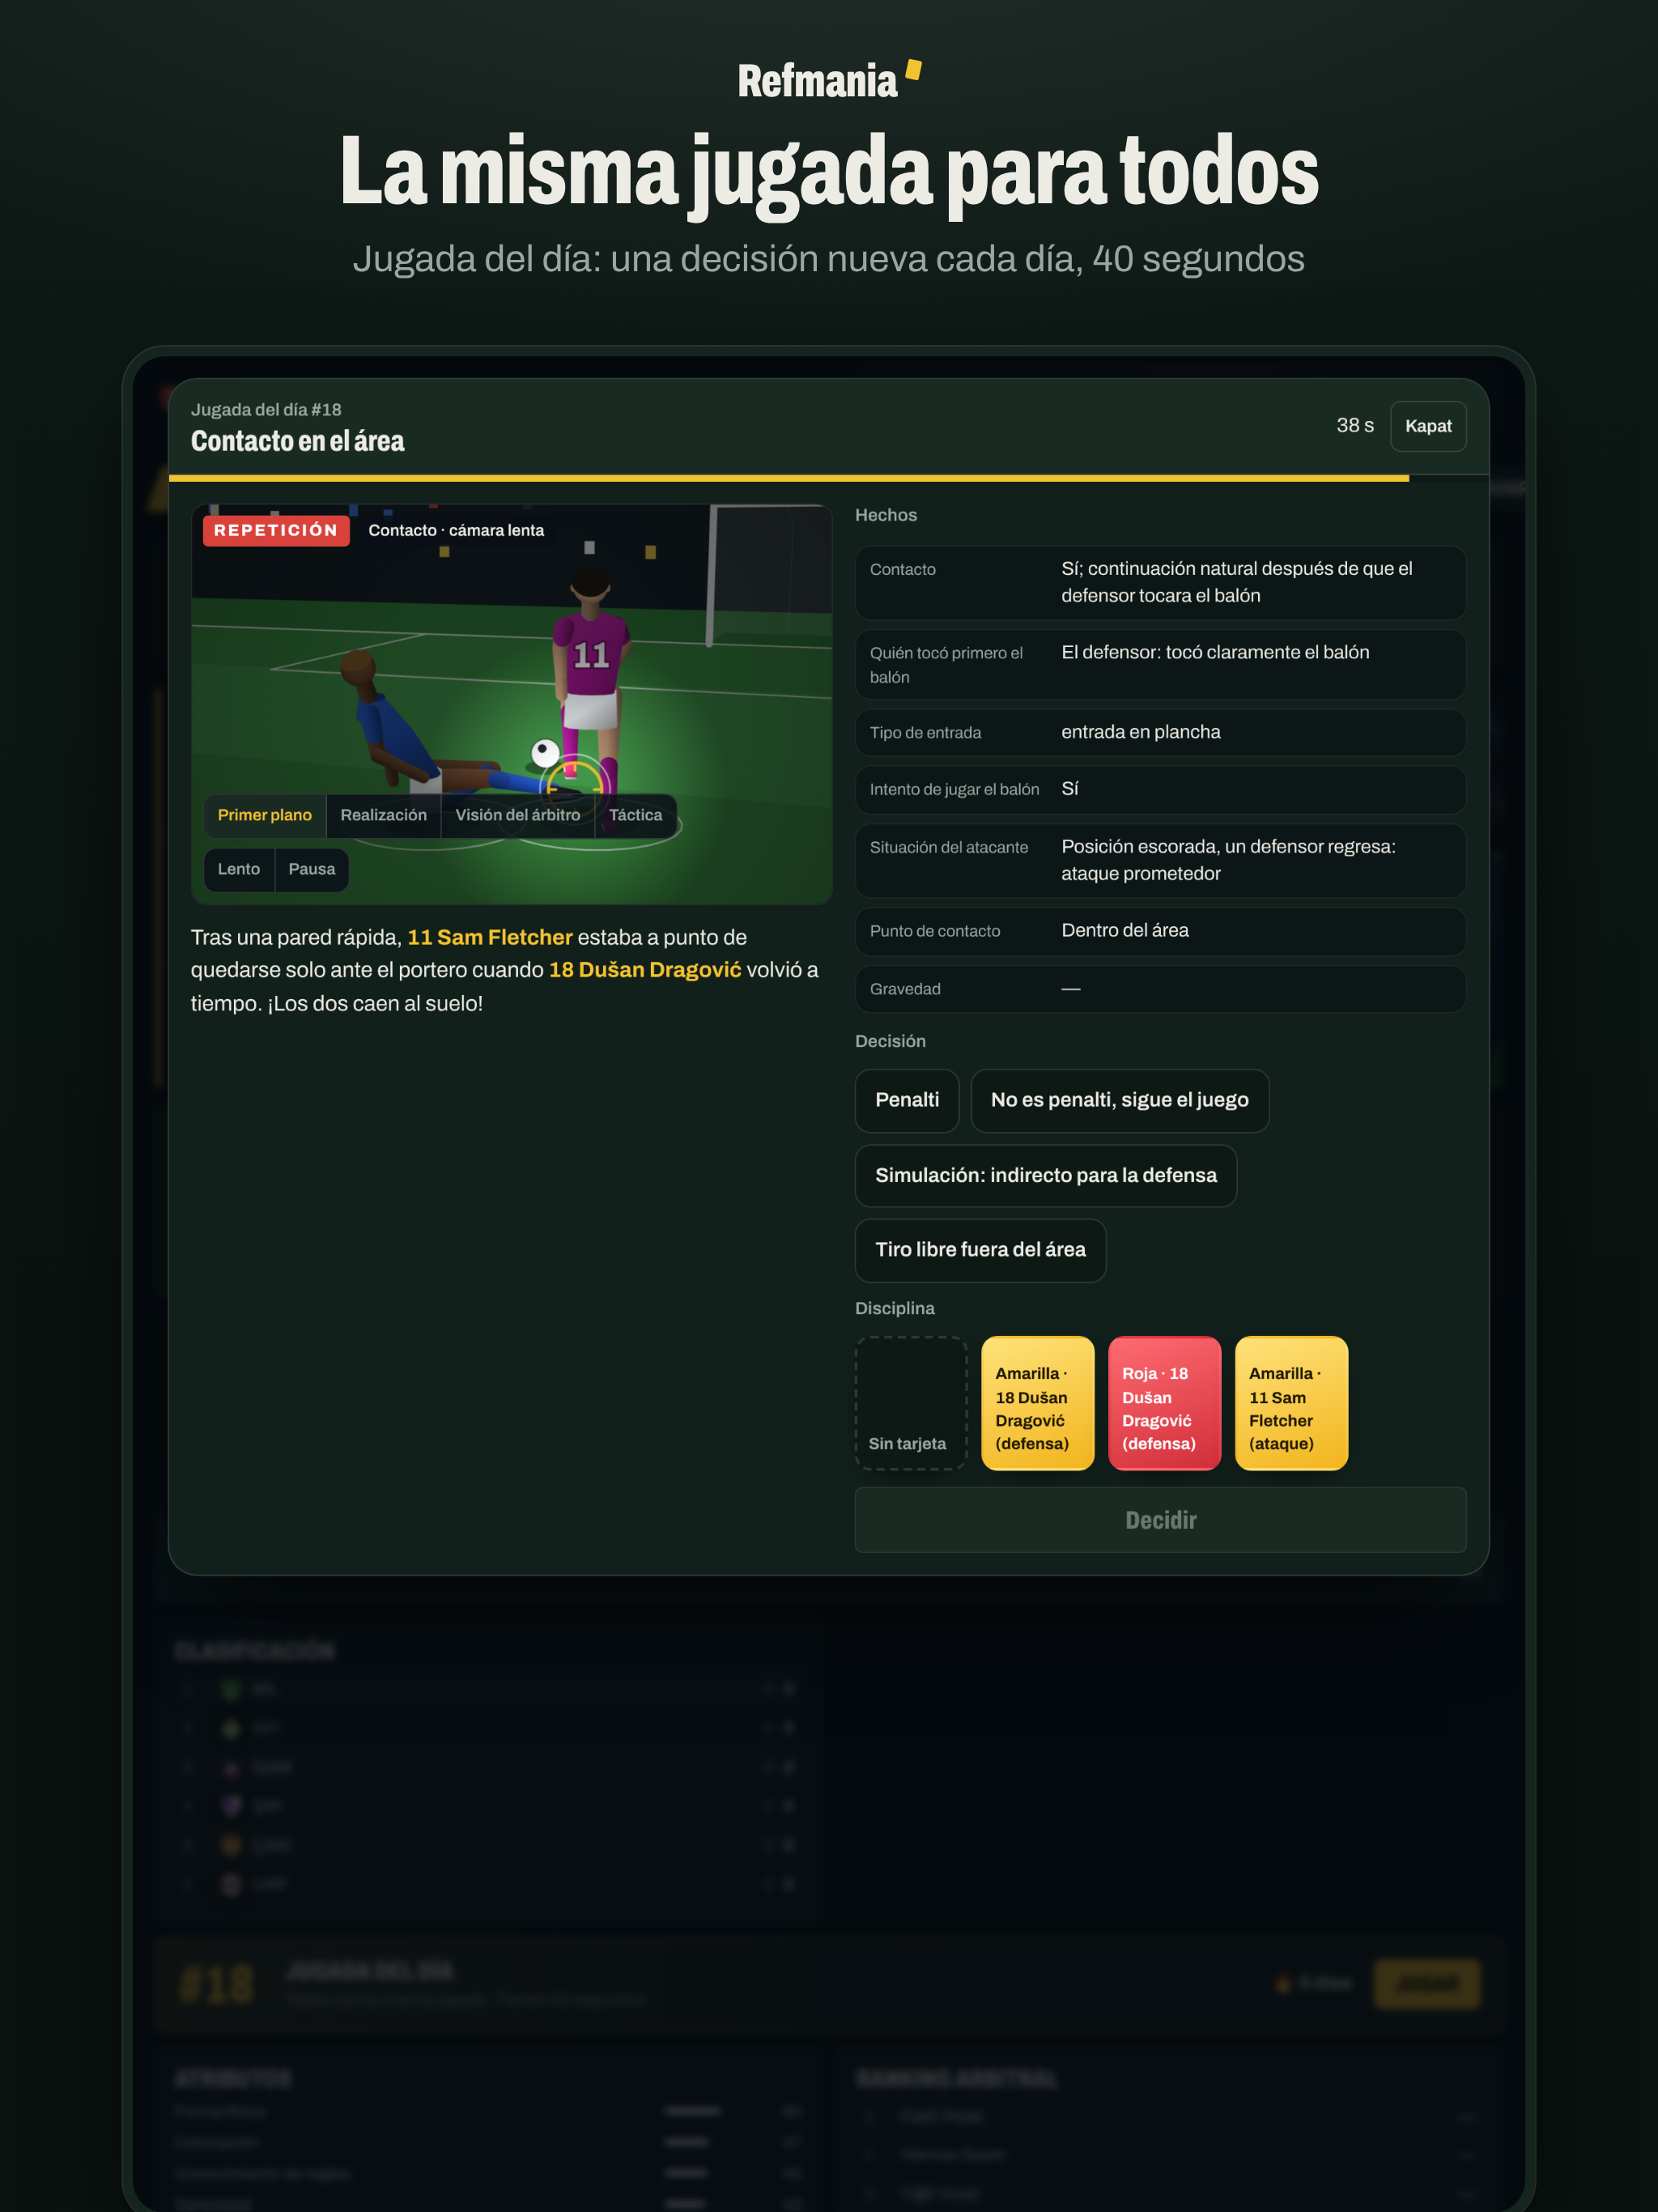 Refmania
La misma jugada para todos
Jugada del día: una decisión nueva cada día, 40 segundos
Jugada del día #18
Contacto en el área
38 s
Kapat
REPETICIÓN
Contacto · cámara lenta
11
Primer plano
Realización
Visión del árbitro
Táctica
Lento
Pausa
Tras una pared rápida, 11 Sam Fletcher estaba a punto de
quedarse solo ante el portero cuando 18 Dušan Dragović volvió a
tiempo. ¡Los dos caen al suelo!
Hechos
Contacto
Sí; continuación natural después de que el
defensor tocara el balón
Quién tocó primero el
balón
El defensor: tocó claramente el balón
Tipo de entrada
entrada en plancha
Intento de jugar el balón
Sí
Situación del atacante
Posición escorada, un defensor regresa:
ataque prometedor
Punto de contacto
Dentro del área
Gravedad
—
Decisión
Penalti
No es penalti, sigue el juego
Simulación: indirecto para la defensa
Tiro libre fuera del área
Disciplina
Sin tarjeta
Amarilla ·
18 Dušan
Dragović
(defensa)
Roja · 18
Dušan
Dragović
(defensa)
Amarilla ·
11 Sam
Fletcher
(ataque)
Decidir
CLASIFICACIÓN
#18
JUGADA DEL DÍA
JUGAR
ATRIBUTOS
RANKING ARBITRAL